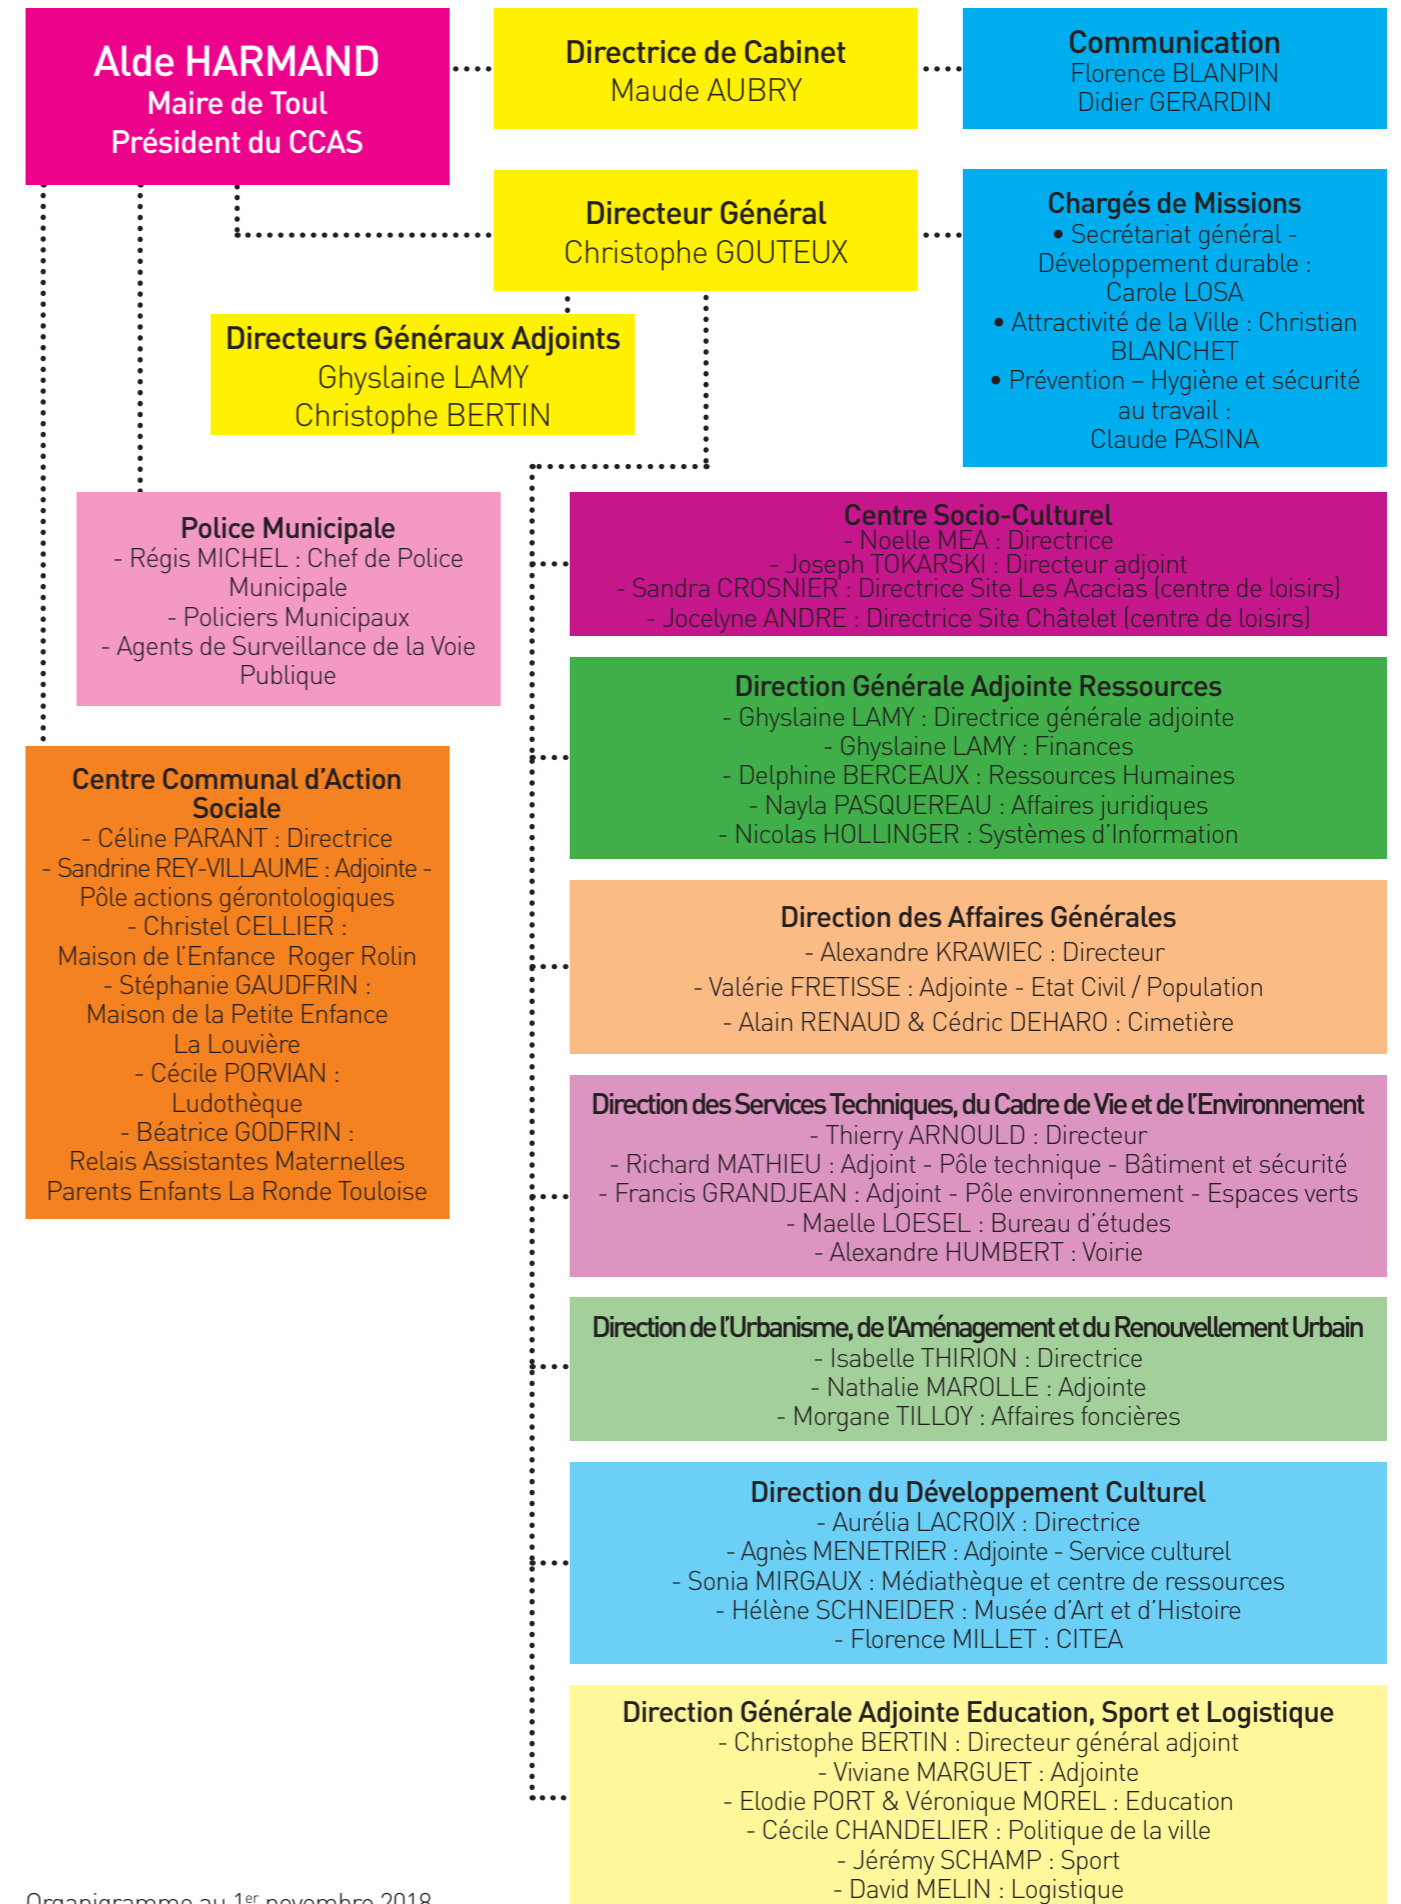 Alde HARMAND
Maire de Toul
Président du CCAS
Directrice de Cabinet
Maude AUBRY
Communication
Florence BLANPIN
Didier GERARDIN
Directeur Général
Christophe GOUTEUX
Chargés de Missions
• Secrétariat général -
Développement durable :
Carole LOSA
• Attractivité de la Ville : Christian
BLANCHET
• Prévention – Hygiène et sécurité
au travail :
Claude PASINA
Directeurs Généraux Adjoints
Ghyslaine LAMY
Christophe BERTIN
Police Municipale
- Régis MICHEL : Chef de Police
Municipale
- Policiers Municipaux
- Agents de Surveillance de la Voie
Publique
Centre Communal d'Action
Sociale
- Céline PARANT : Directrice
- Sandrine REY-VILLAUME : Adjointe -
Pôle actions gérontologiques
- Christel CELLIER :
Maison de l'Enfance Roger Rolin
- Stéphanie GAUDFRIN :
Maison de la Petite Enfance
La Louvière
- Cécile PORVIAN :
Ludothèque
- Béatrice GODFRIN :
Relais Assistantes Maternelles
Parents Enfants La Ronde Touloise
Centre Socio-Culturel
- Noelle MEA : Directrice
- Joseph TOKARSKI : Directeur adjoint
- Sandra CROSNIER : Directrice Site Les Acacias (centre de loisirs)
- Jocelyne ANDRE : Directrice Site Châtelet (centre de loisirs)
Direction Générale Adjointe Ressources
- Ghyslaine LAMY : Directrice générale adjointe
- Ghyslaine LAMY : Finances
- Delphine BERCEAUX : Ressources Humaines
- Nayla PASQUEREAU : Affaires juridiques
- Nicolas HOLLINGER : Systèmes d'Information
Direction des Affaires Générales
- Alexandre KRAWIEC : Directeur
- Valérie FRETISSE : Adjointe - Etat Civil / Population
- Alain RENAUD & Cédric DEHARO : Cimetière
Direction des Services Techniques, du Cadre de Vie et de l'Environnement
- Thierry ARNOULD : Directeur
- Richard MATHIEU : Adjoint - Pôle technique - Bâtiment et sécurité
- Francis GRANDJEAN : Adjoint - Pôle environnement - Espaces verts
- Maelle LOESEL : Bureau d'études
- Alexandre HUMBERT : Voirie
Direction de l'Urbanisme, de l'Aménagement et du Renouvellement Urbain
- Isabelle THIRION : Directrice
- Nathalie MAROLLE : Adjointe
- Morgane TILLOY : Affaires foncières
Direction du Développement Culturel
- Aurélia LACROIX : Directrice
- Agnès MENETRIER : Adjointe - Service culturel
- Sonia MIRGAUX : Médiathèque et centre de ressources
- Hélène SCHNEIDER : Musée d'Art et d'Histoire
- Florence MILLET : CITEA
Direction Générale Adjointe Education, Sport et Logistique
- Christophe BERTIN : Directeur général adjoint
- Viviane MARGUET : Adjointe
- Elodie PORT & Véronique MOREL : Education
- Cécile CHANDELIER : Politique de la ville
- Jérémy SCHAMP : Sport
- David MELIN : Logistique
Organigramme au 1er novembre 2018